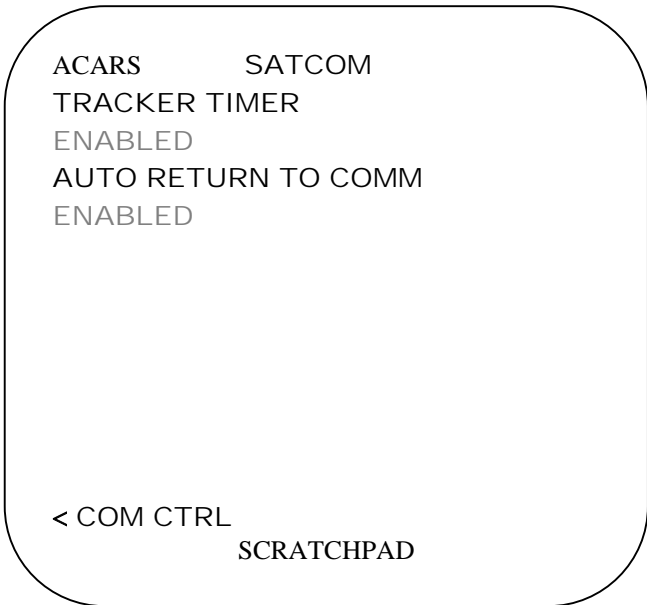 ACARS SATCOM
TRACKER TIMER
ENABLED
AUTO RETURN TO COMM
ENABLED
< COM CTRL
SCRATCHPAD